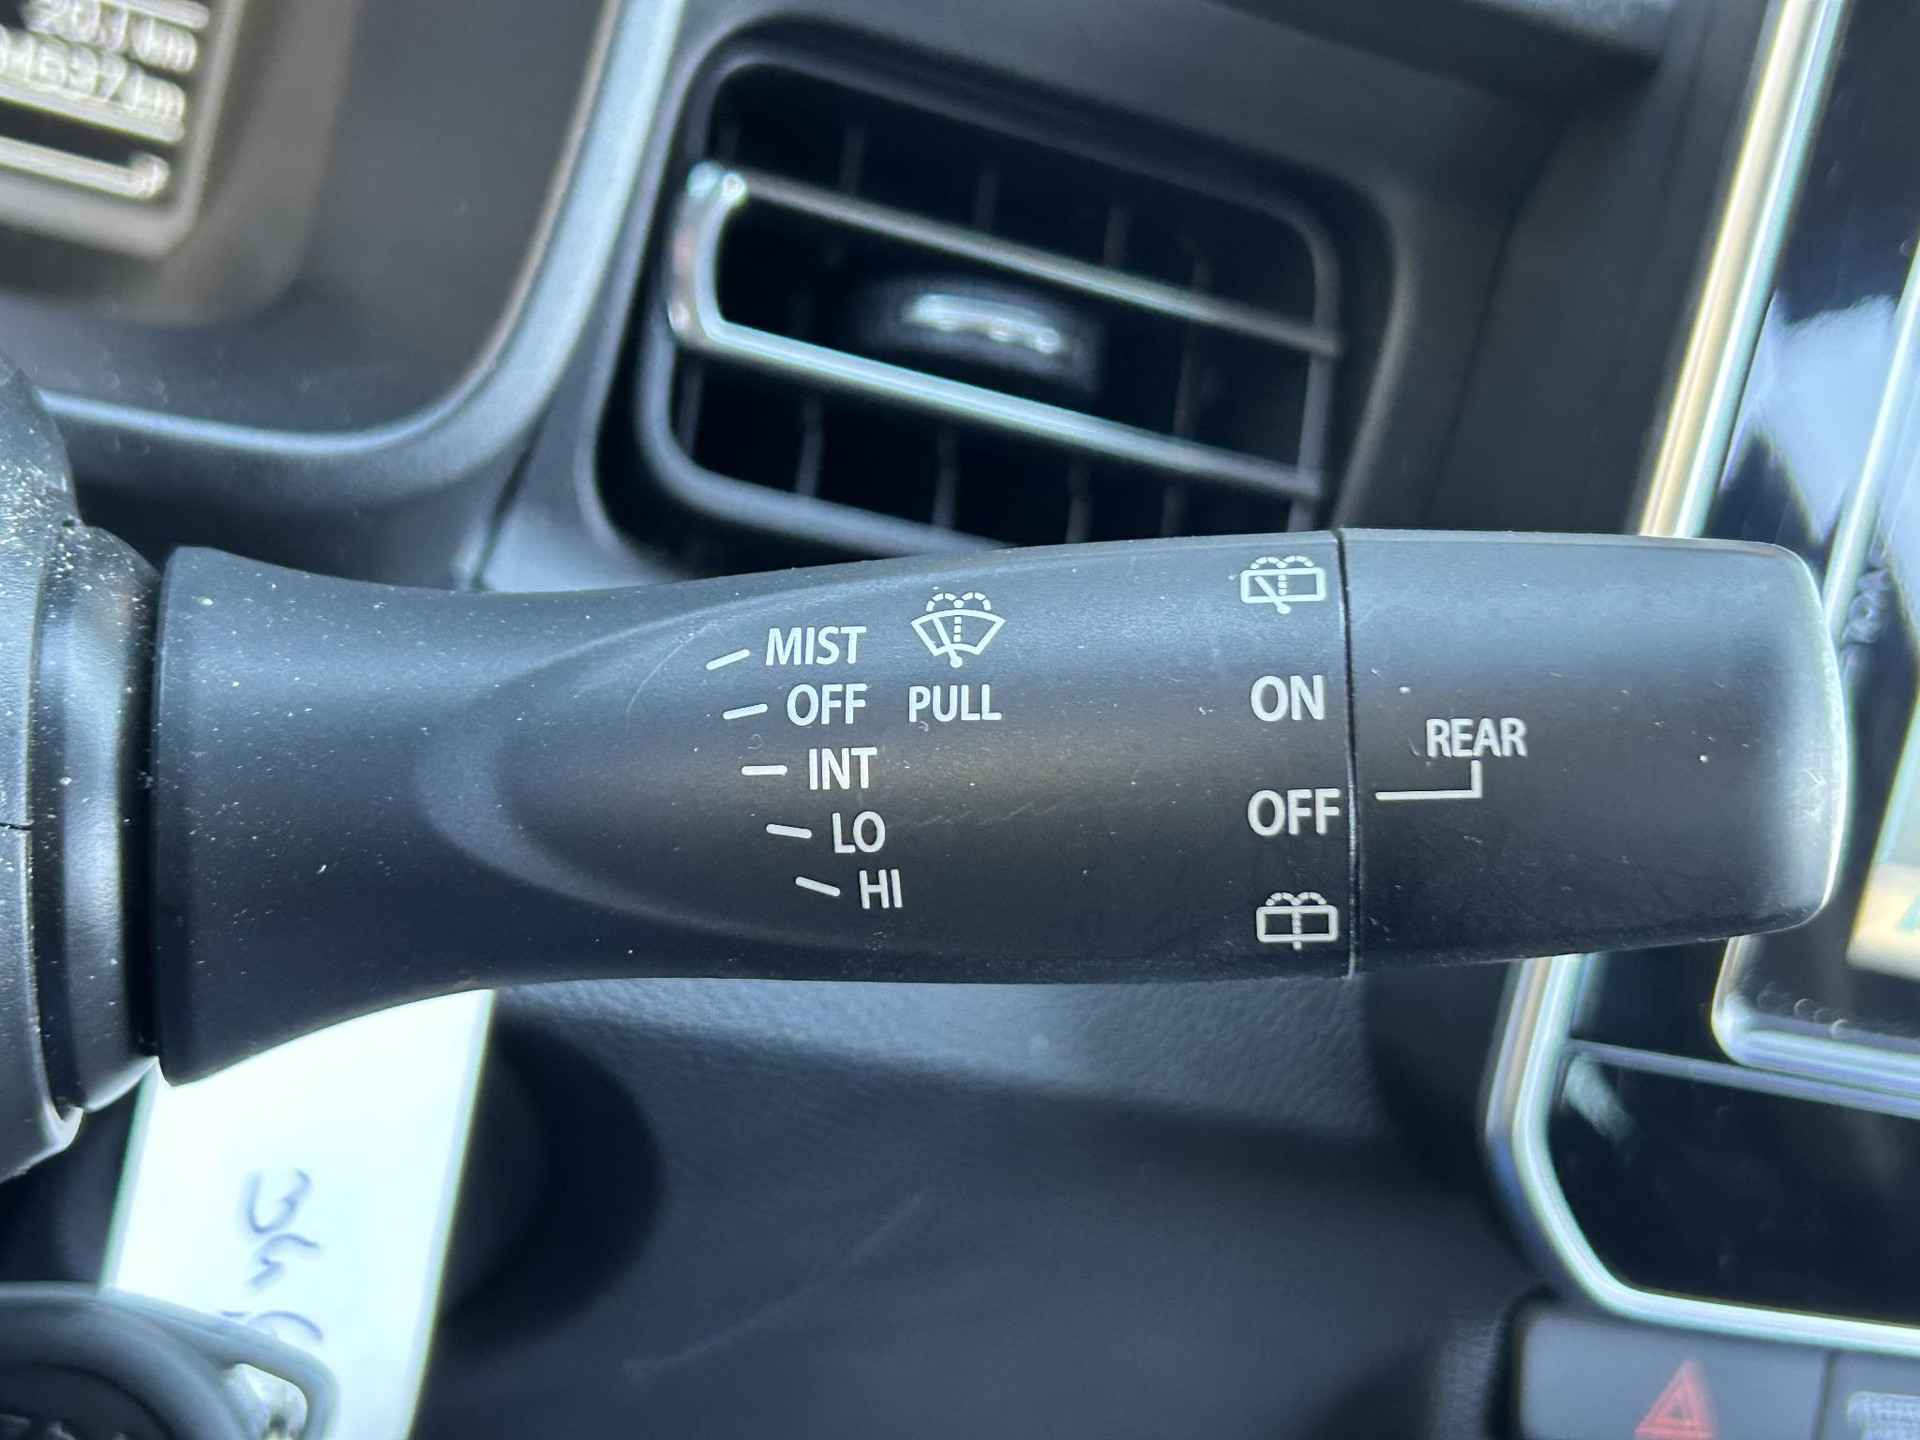 MIST
OFF PULL
INT
LO
HI
ON
OFF
REAR